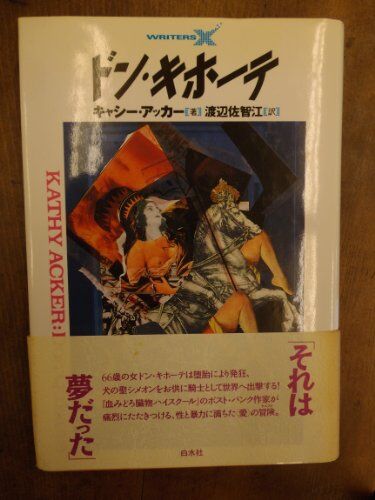 WRITERS X
ドン・キホーテ
キャシー・アッカー[著] 渡辺佐智江[訳]
KATHY ACKER:
「それは
夢だった」
66歳の女ドン・キホーテは堕胎により発狂。
犬の聖シメオンをお供に騎士として世界へ出撃する!
『血みどろ臓物ハイスクール』のポスト・パンク作家が
痛烈にたたきつける、性と暴力に満ちた〈愛〉の冒険。
白水社